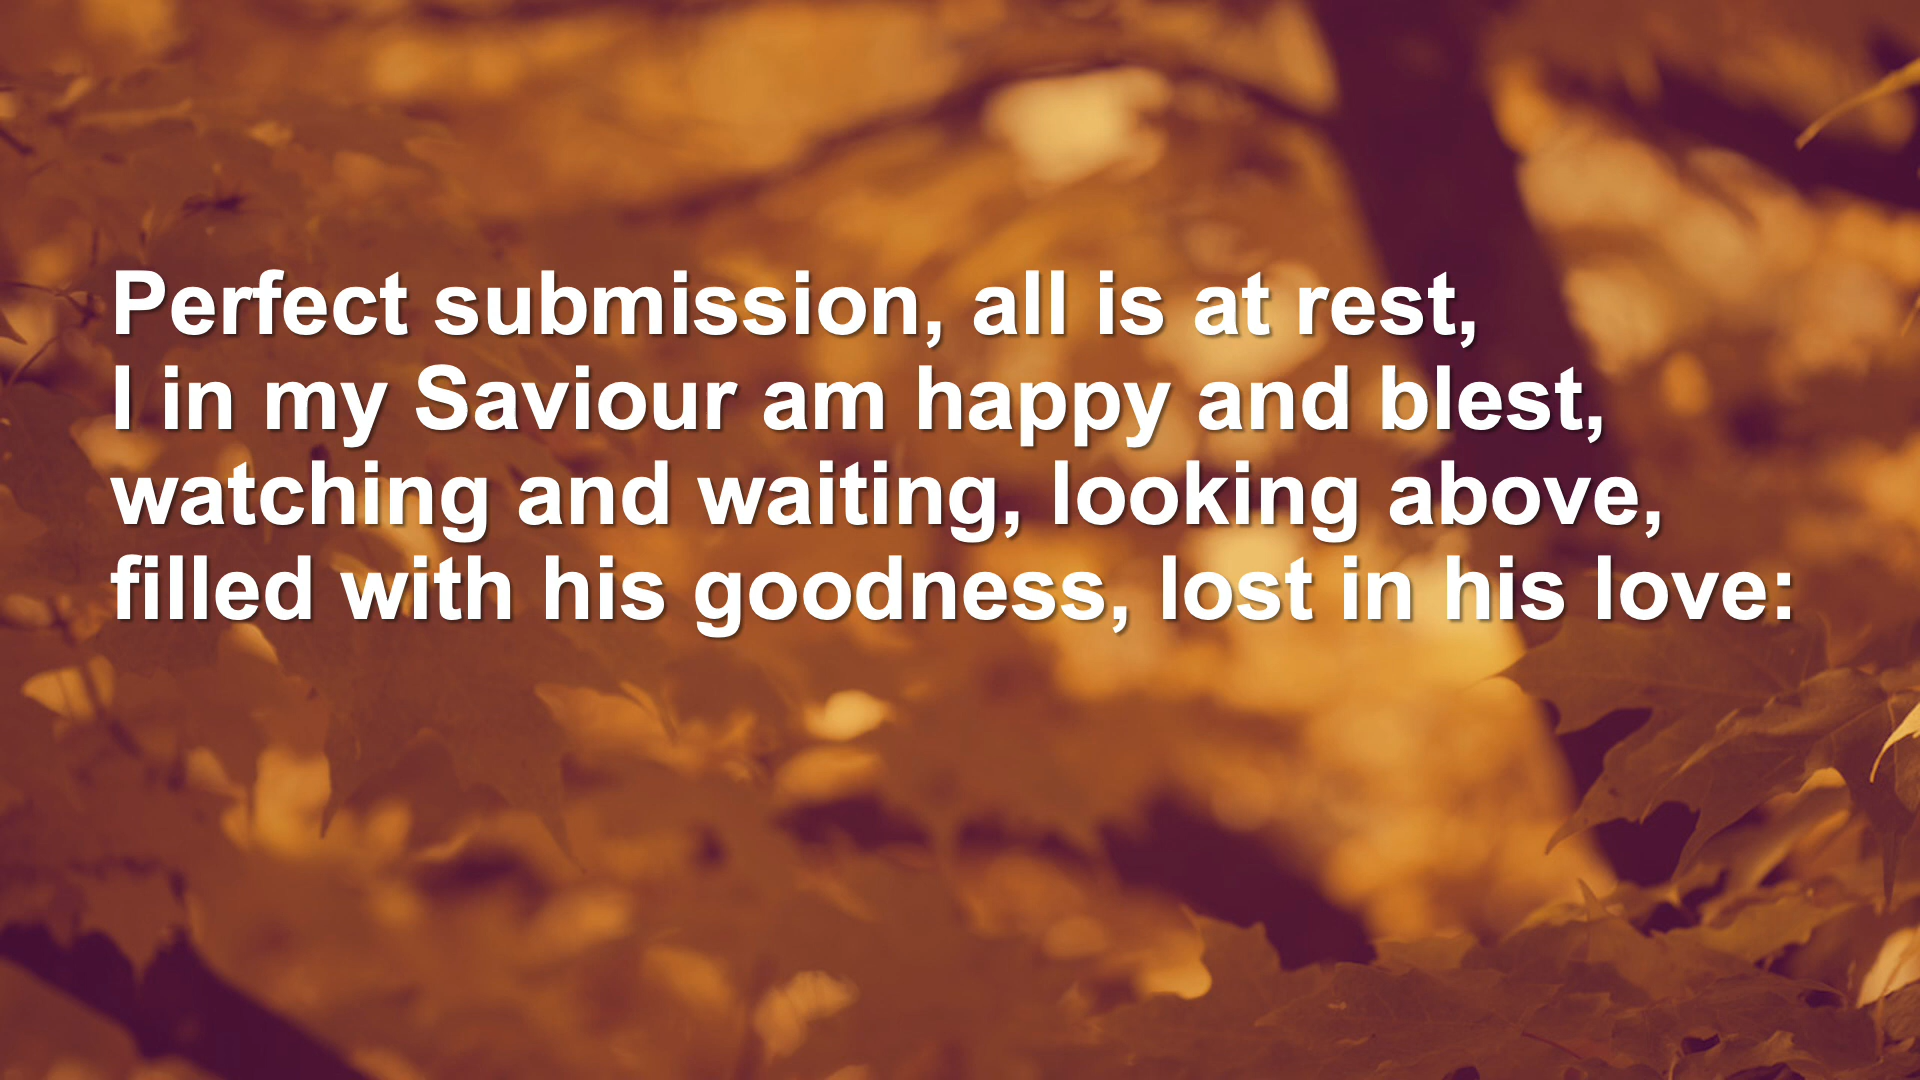 Perfect submission, all is at rest,
I in my Saviour am happy and blest,
watching and waiting, looking above,
filled with his goodness, lost in his love: